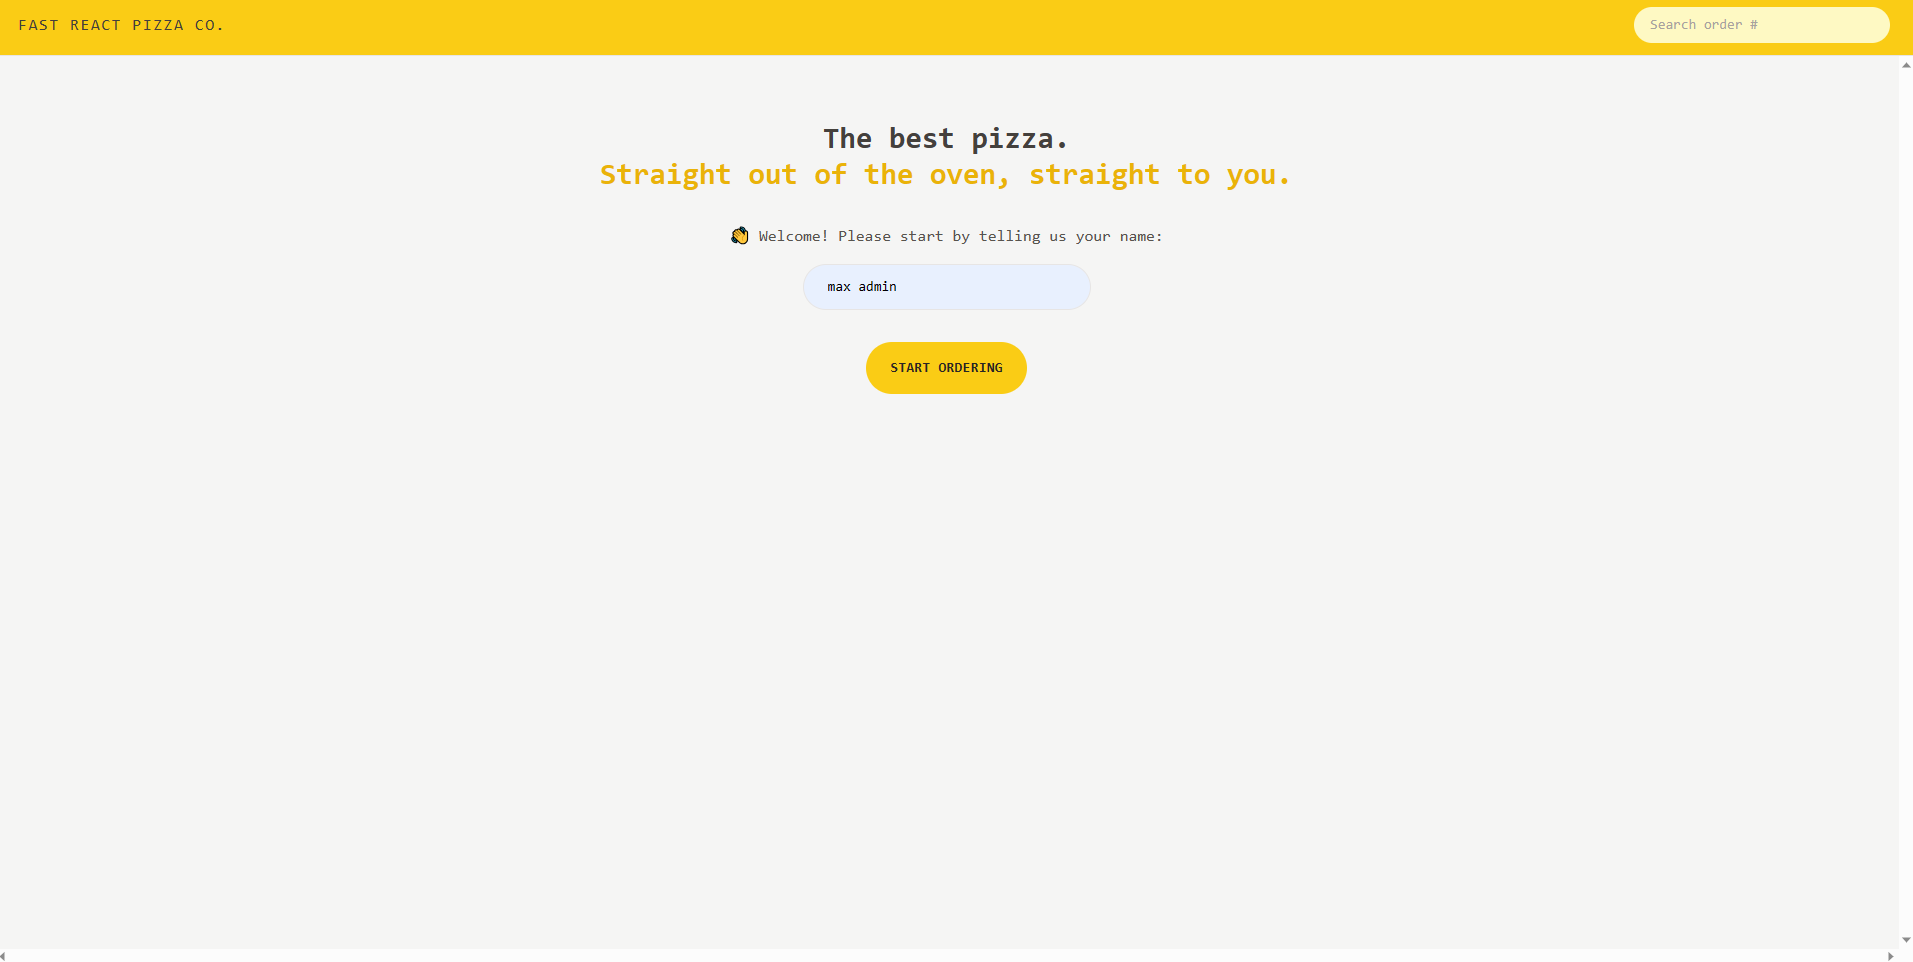 FAST REACT PIZZA CO.
Search order #
The best pizza.
Straight out of the oven, straight to you.
👋 Welcome! Please start by telling us your name:
max admin
START ORDERING